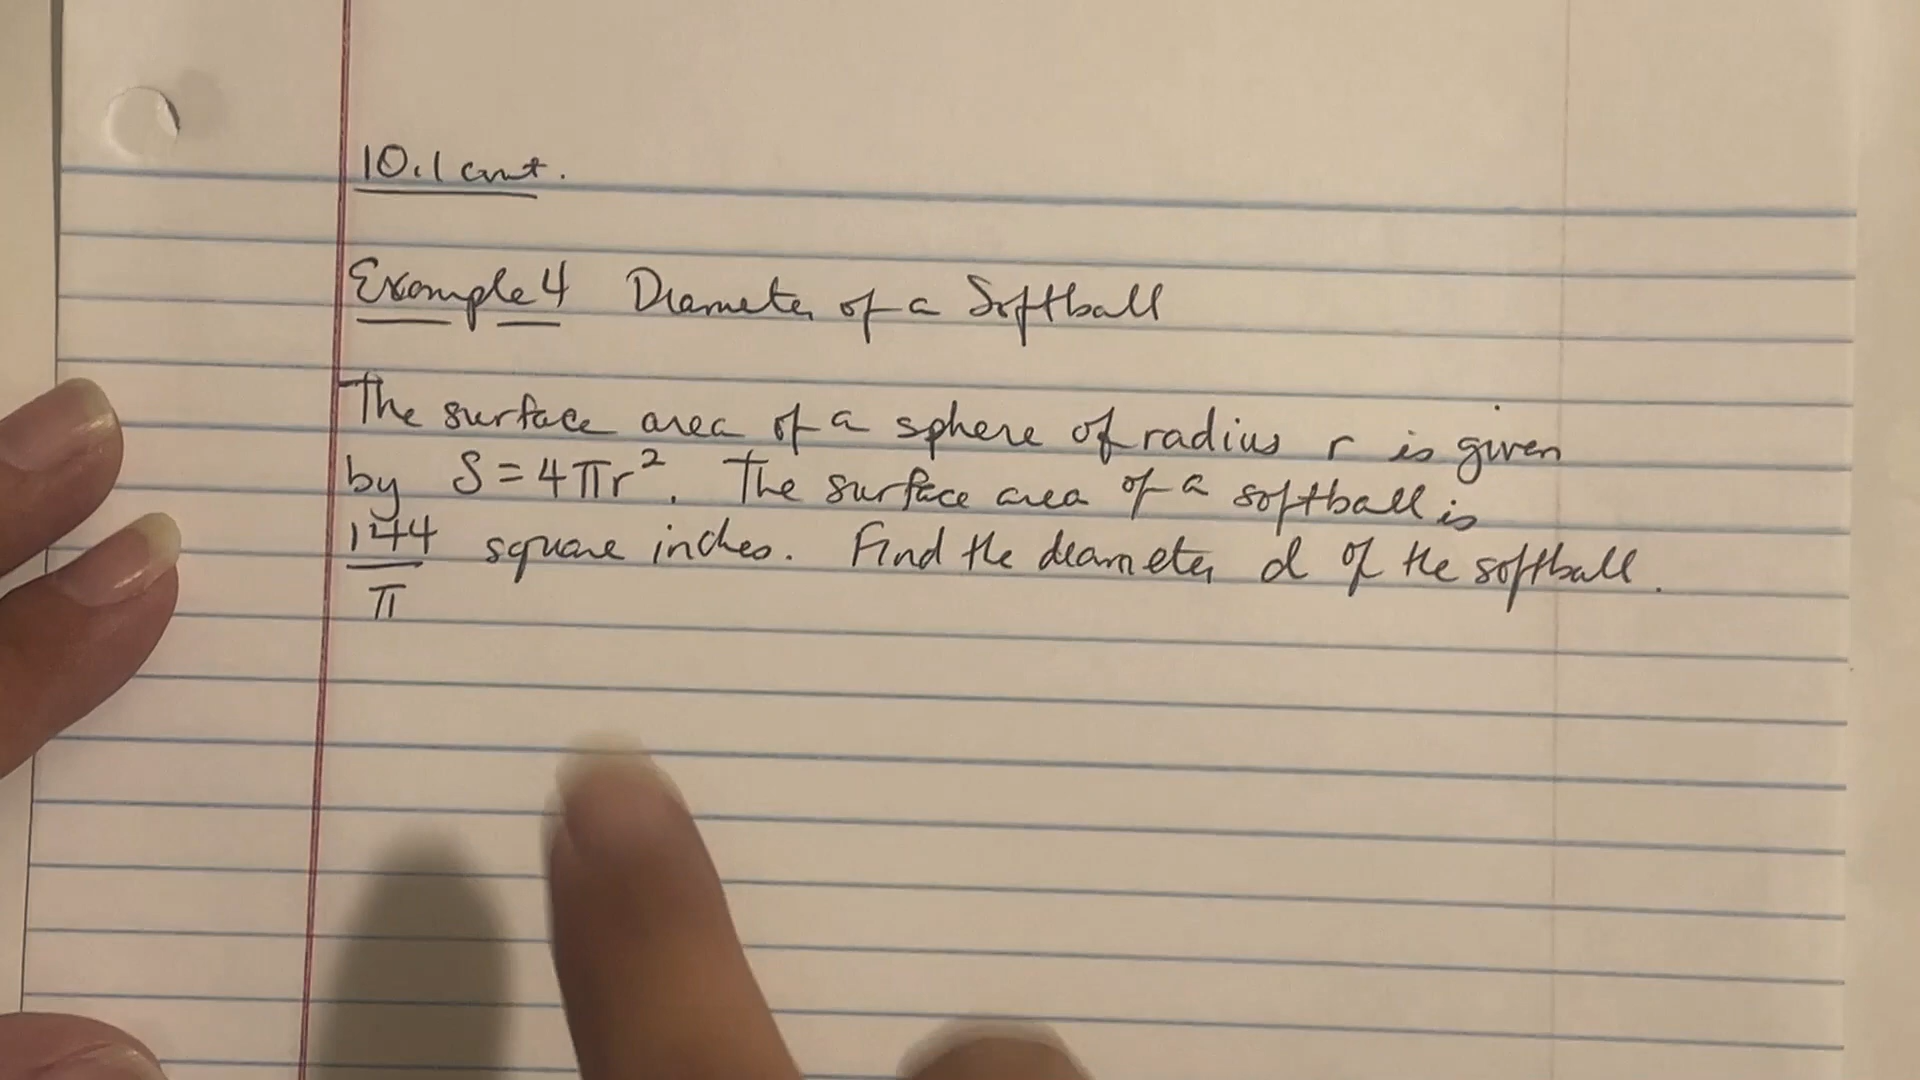 10.1 cont.
Example 4 Diameter of a Softball
The surface area of a sphere of radius r is given
by S = 4πr². The surface area of a softball is
144/π square inches. Find the diameter d of the softball.